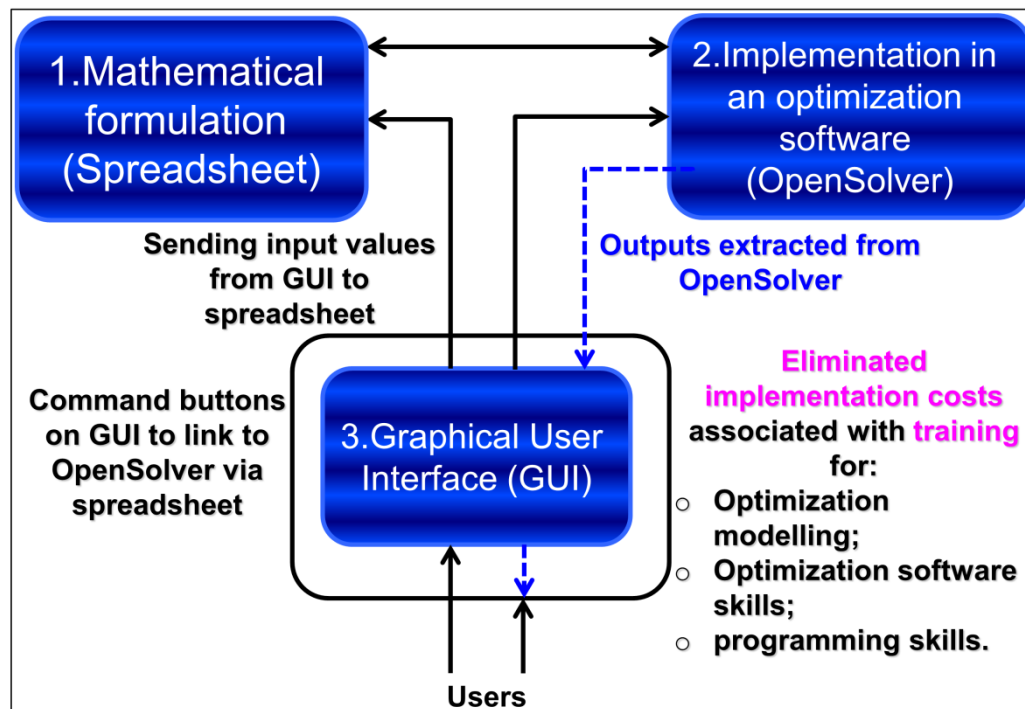 1.Mathematical
formulation
(Spreadsheet)
2.Implementation in
an optimization
software
(OpenSolver)
Sending input values
from GUI to
spreadsheet
Outputs extracted from
OpenSolver
Command buttons
on GUI to link to
OpenSolver via
spreadsheet
3.Graphical User
Interface (GUI)
Eliminated
implementation costs
associated with training
for:
o Optimization
modelling;
o Optimization software
skills;
o programming skills.
Users